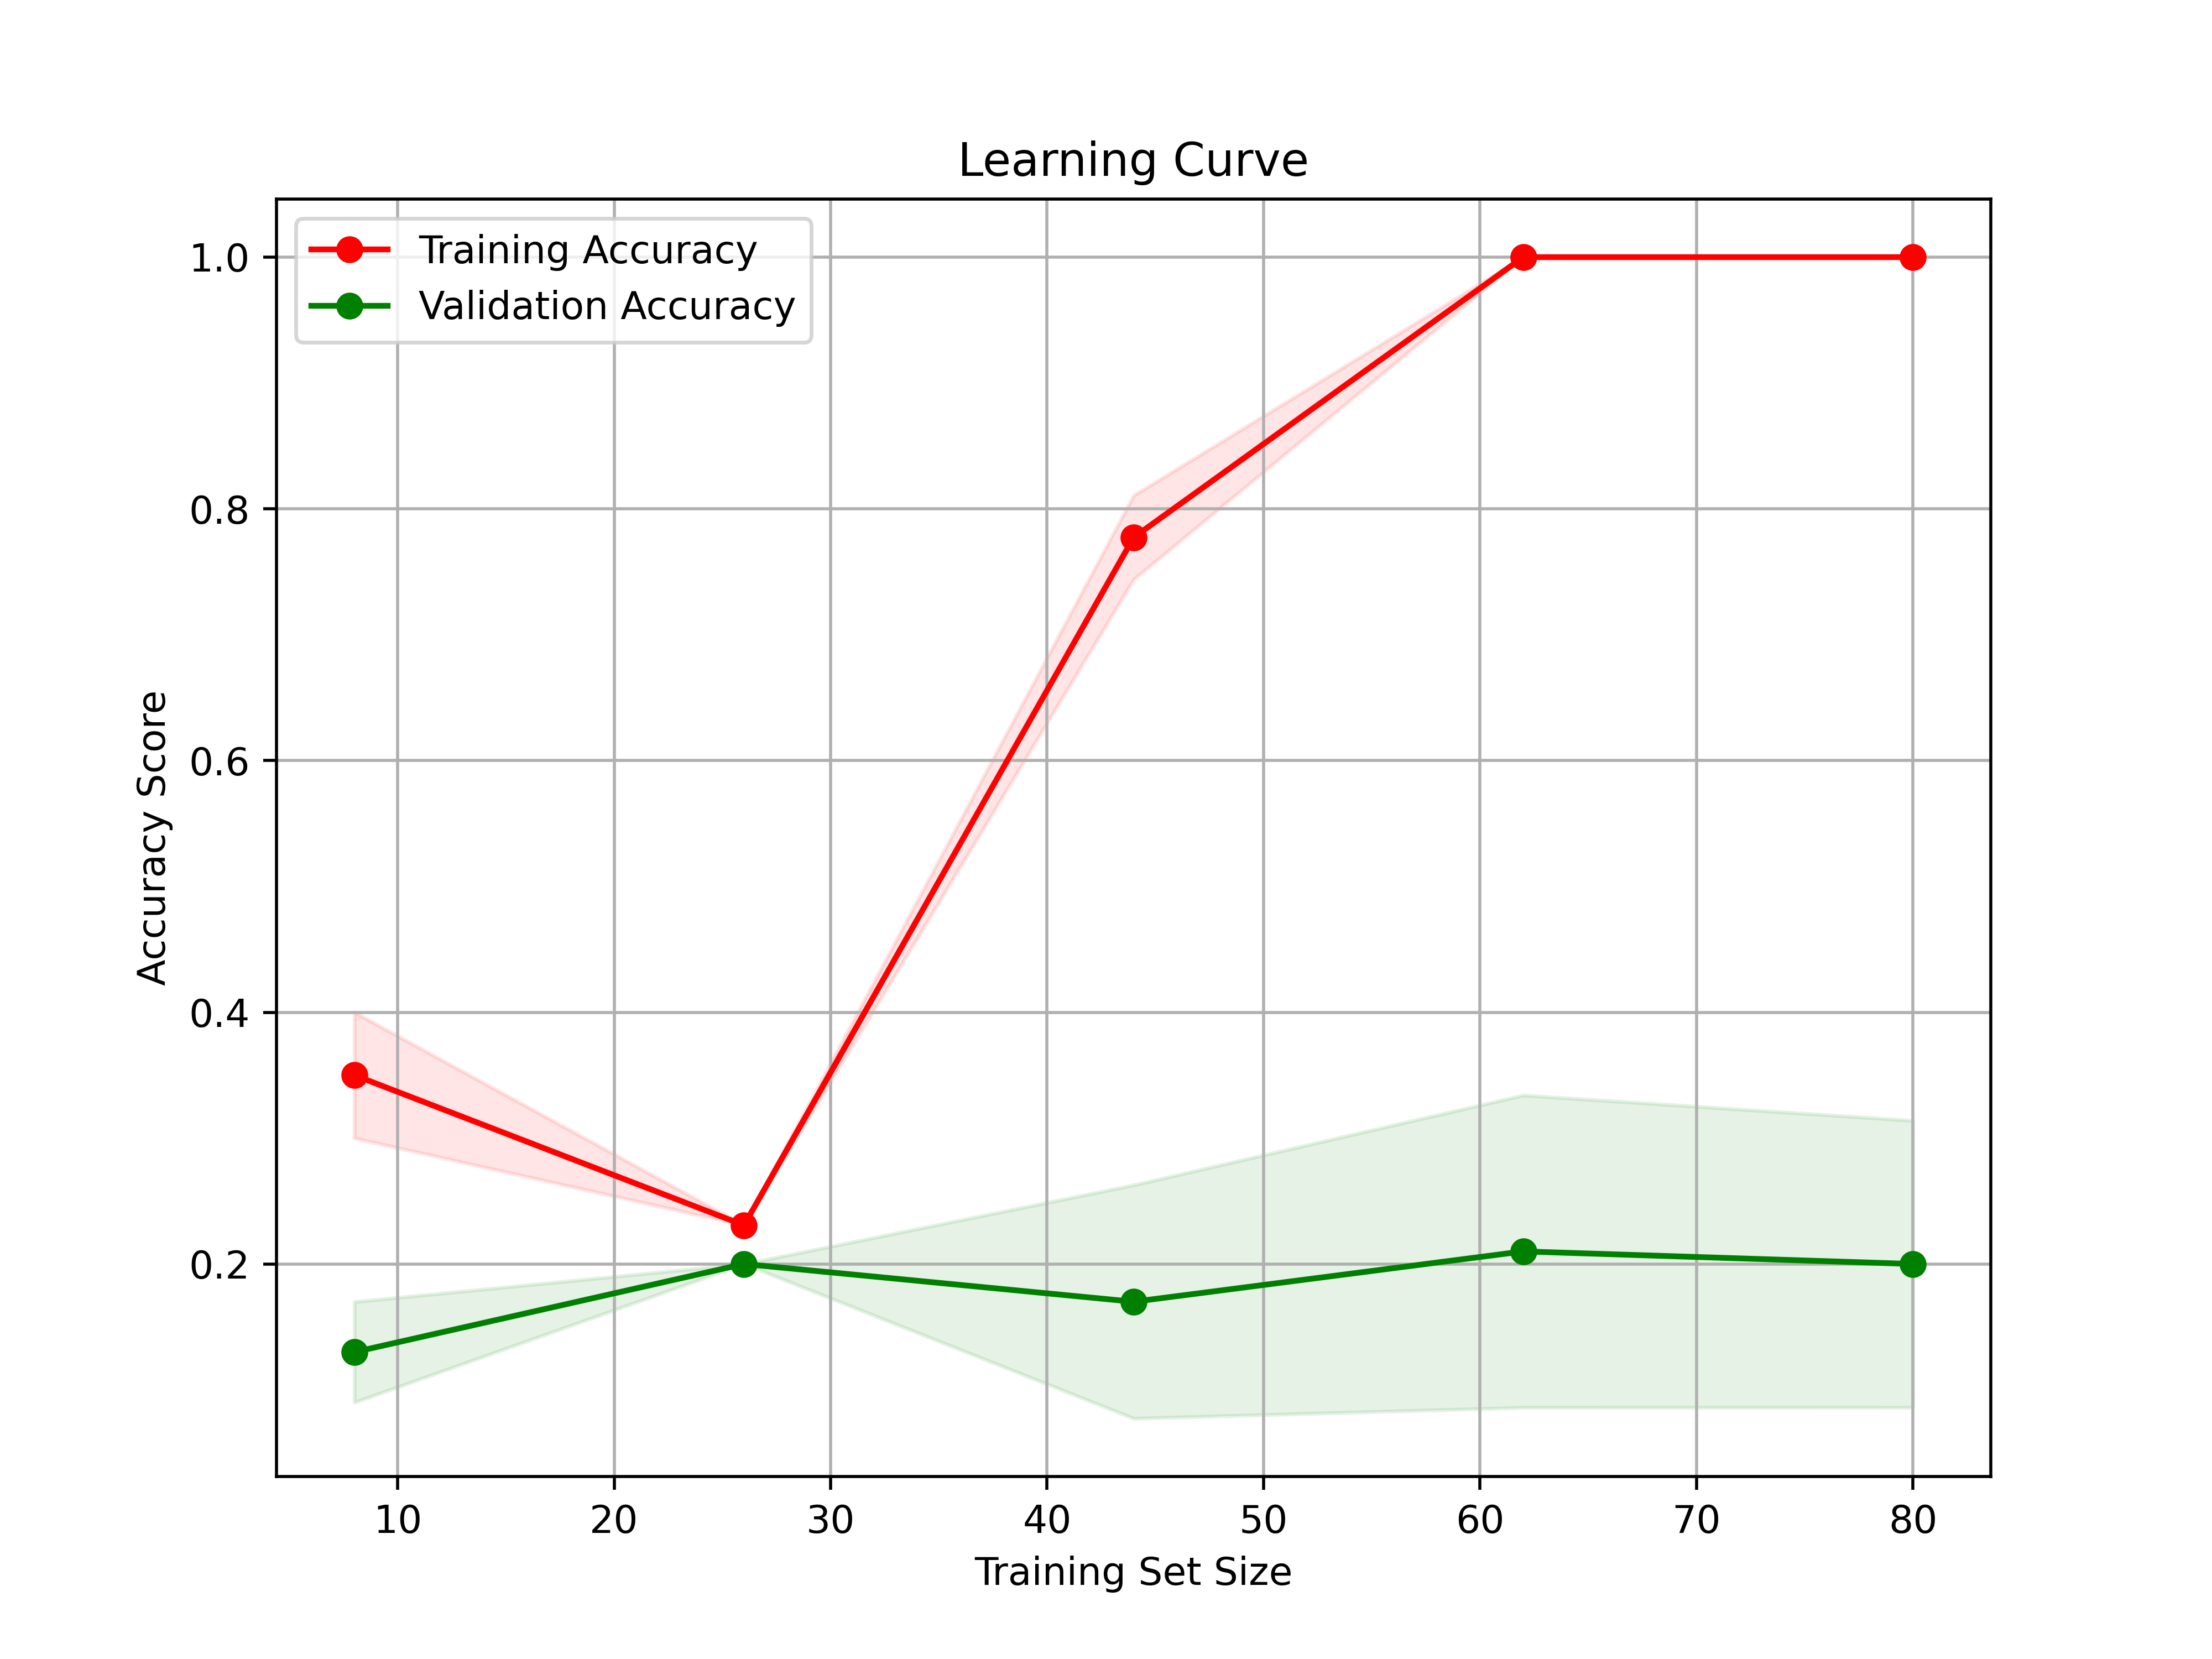 Learning Curve
Training Accuracy
Validation Accuracy
1.0
0.8
0.6
0.4
0.2
Accuracy Score
10 20 30 40 50 60 70 80
Training Set Size